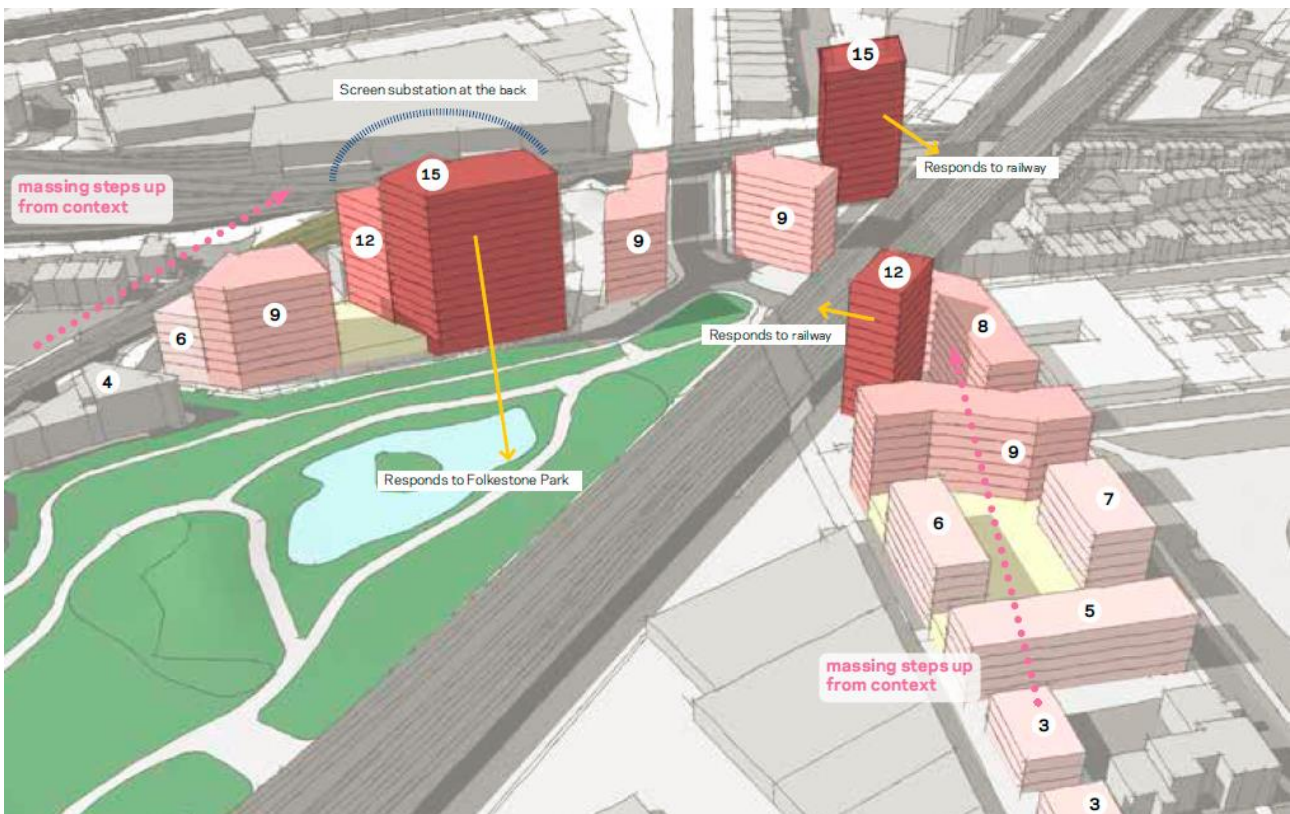 15
Screen substation at the back
Responds to railway
massing steps up
from context
15
12
9
9
9
6
4
12
8
Responds to railway
Responds to Folkestone Park
9
7
6
5
massing steps up
from context
3
3